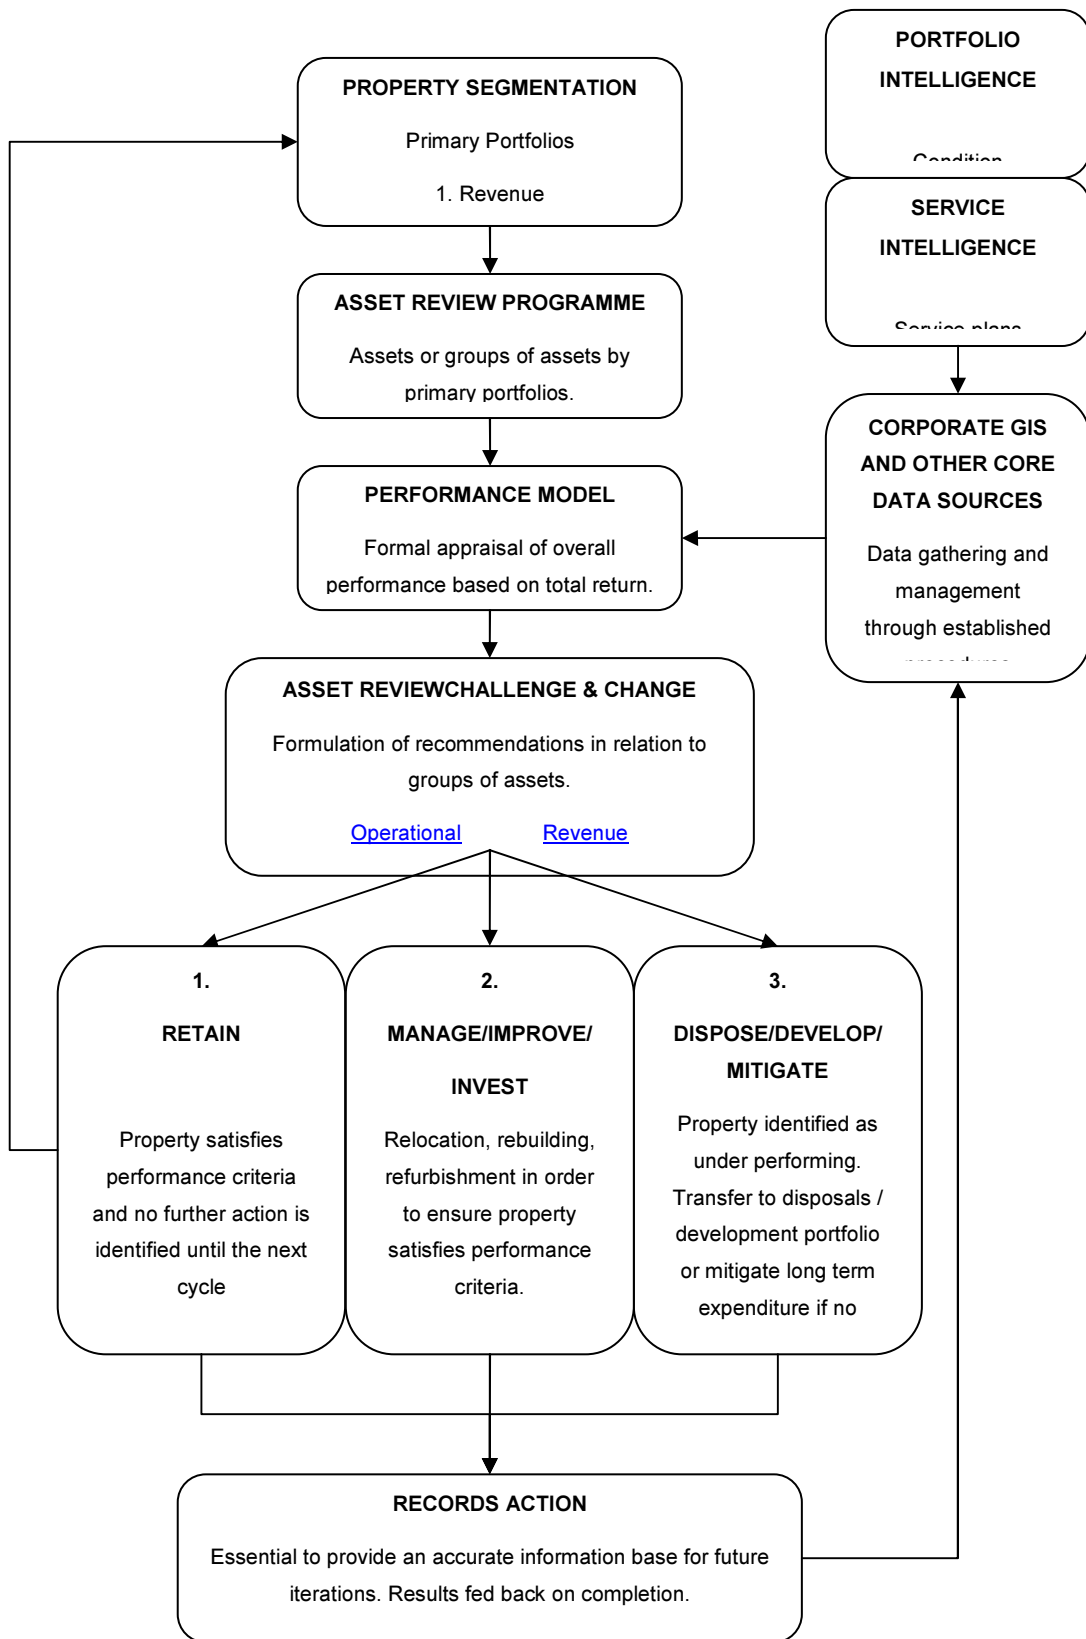 PROPERTY SEGMENTATION
Primary Portfolios
1. Revenue
PORTFOLIO
INTELLIGENCE
Condition
SERVICE
INTELLIGENCE
Service plans
ASSET REVIEW PROGRAMME
Assets or groups of assets by
primary portfolios.
CORPORATE GIS
AND OTHER CORE
DATA SOURCES
Data gathering and
management
through established
procedures
PERFORMANCE MODEL
Formal appraisal of overall
performance based on total return.
ASSET REVIEWCHALLENGE & CHANGE
Formulation of recommendations in relation to
groups of assets.
Operational Revenue
1.
RETAIN
Property satisfies
performance criteria
and no further action is
identified until the next
cycle
2.
MANAGE/IMPROVE/
INVEST
Relocation, rebuilding,
refurbishment in order
to ensure property
satisfies performance
criteria.
3.
DISPOSE/DEVELOP/
MITIGATE
Property identified as
under performing.
Transfer to disposals /
development portfolio
or mitigate long term
expenditure if no
RECORDS ACTION
Essential to provide an accurate information base for future
iterations. Results fed back on completion.